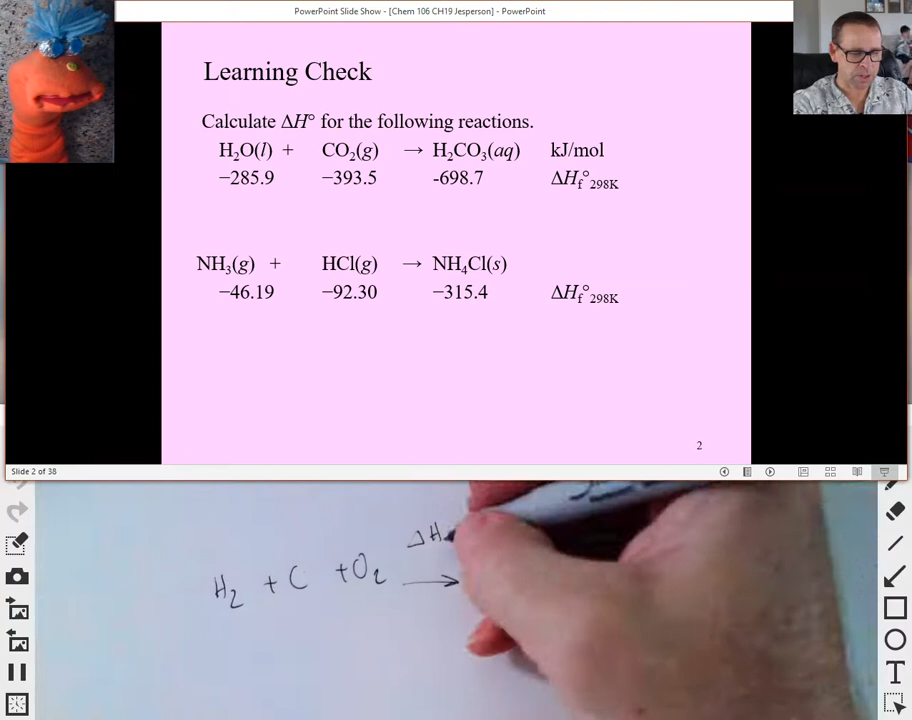 PowerPoint Slide Show - [Chem 106 CH19 Jesperson] - PowerPoint
Learning Check
Calculate ΔH° for the following reactions.
H₂O(l) + CO₂(g) → H₂CO₃(aq) kJ/mol
−285.9 −393.5 -698.7 ΔHf°298K
NH₃(g) + HCl(g) → NH₄Cl(s)
−46.19 −92.30 −315.4 ΔHf°298K
2
Slide 2 of 38
ΔH
H₂ + C + O₂ →
T